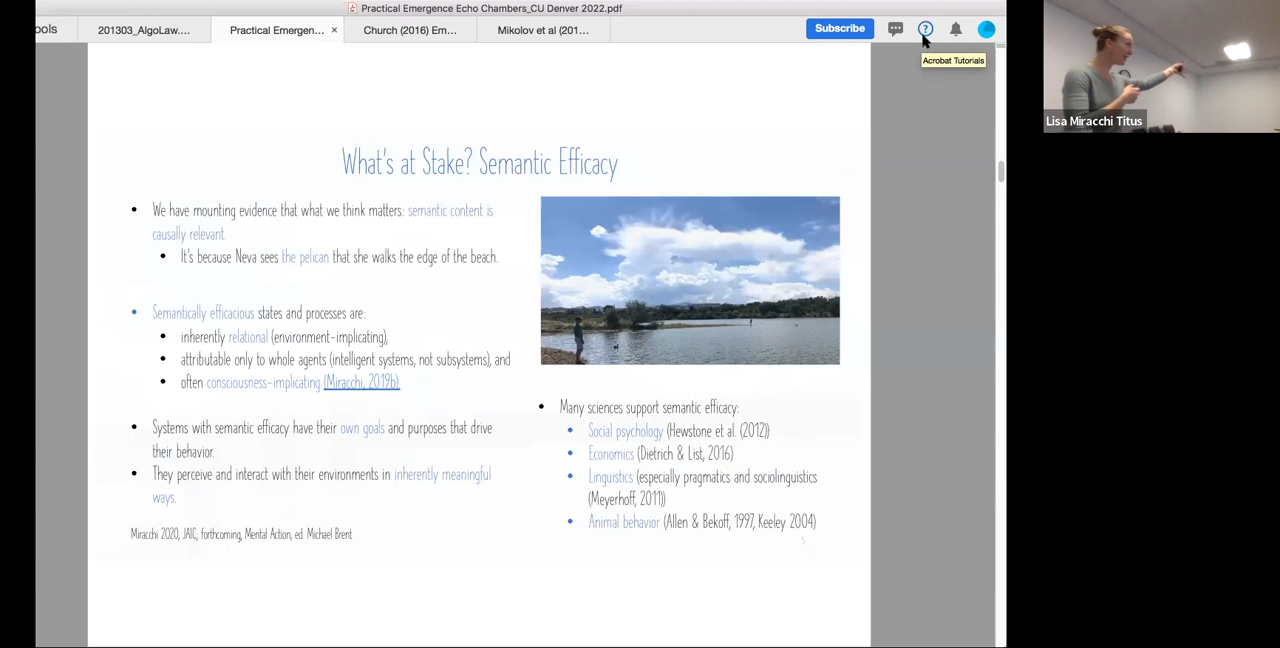 Practical Emergence Echo Chambers_CU Denver 2022.pdf
ools
201303_AlgoLaw....
Practical Emergen... ×
Church (2016) Em...
Mikolov et al (201...
Subscribe
Acrobat Tutorials
Lisa Miracchi Titus
What's at Stake? Semantic Efficacy
• We have mounting evidence that what we think matters: semantic content is
causally relevant.
• It's because Neva sees the pelican that she walks the edge of the beach.
• Semantically efficacious states and processes are:
• inherently relational (environment-implicating),
• attributable only to whole agents (intelligent systems, not subsystems), and
• often consciousness-implicating (Miracchi, 2019b).
• Systems with semantic efficacy have their own goals and purposes that drive
their behavior.
• They perceive and interact with their environments in inherently meaningful
ways.
Miracchi 2020, JAIC; forthcoming, Mental Action, ed. Michael Brent
• Many sciences support semantic efficacy:
• Social psychology (Hewstone et al. (2012))
• Economics (Dietrich & List, 2016)
• Linguistics (especially pragmatics and sociolinguistics
(Meyerhoff, 2011))
• Animal behavior (Allen & Bekoff, 1997, Keeley 2004)
5